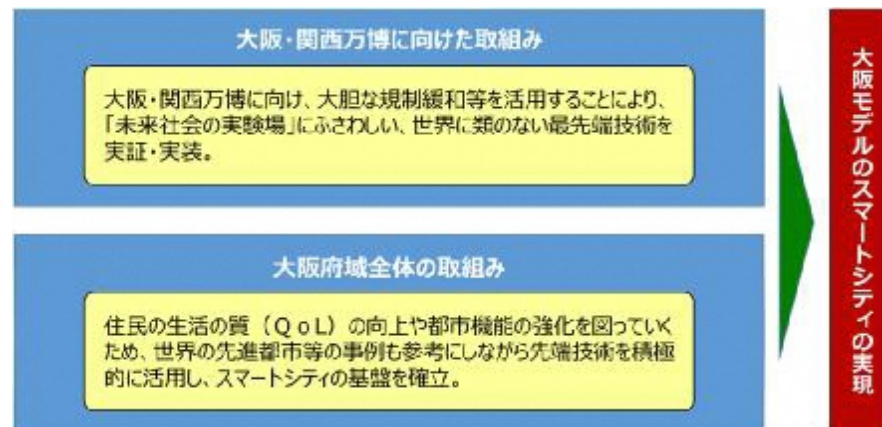 大阪・関西万博に向けた取組み
大阪・関西万博に向け、大胆な規制緩和等を活用することにより、
「未来社会の実験場」にふさわしい、世界に類のない最先端技術を
実証・実装。
大阪府域全体の取組み
住民の生活の質（ＱｏＬ）の向上や都市機能の強化を図っていく
ため、世界の先進都市等の事例も参考にしながら先端技術を積極
的に活用し、スマートシティの基盤を確立。
大阪モデルのスマートシティの実現